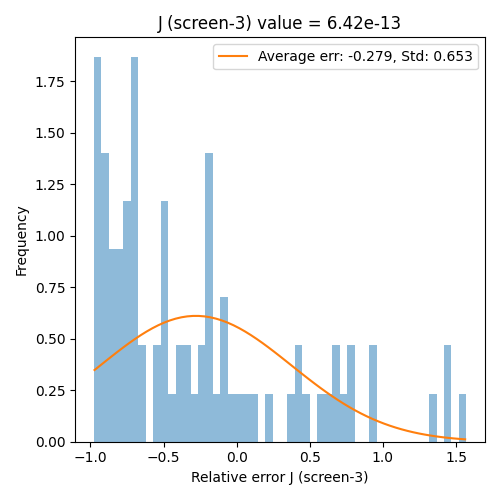 J (screen-3) value = 6.42e-13
Average err: -0.279, Std: 0.653
1.75
1.50
1.25
1.00
0.75
0.50
0.25
0.00
Frequency
−1.0 −0.5 0.0 0.5 1.0 1.5
Relative error J (screen-3)